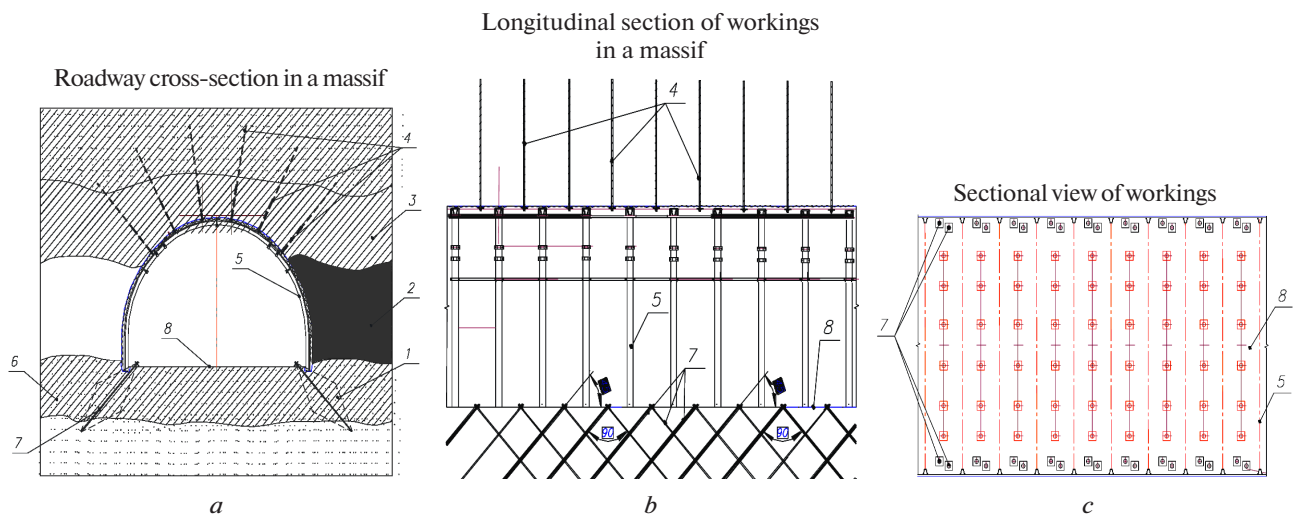 Longitudinal section of workings
in a massif
Roadway cross-section in a massif
Sectional view of workings
4
3
5
2
8
1
6
7
4
5
8
7
90
90
7
8
5
a
b
c